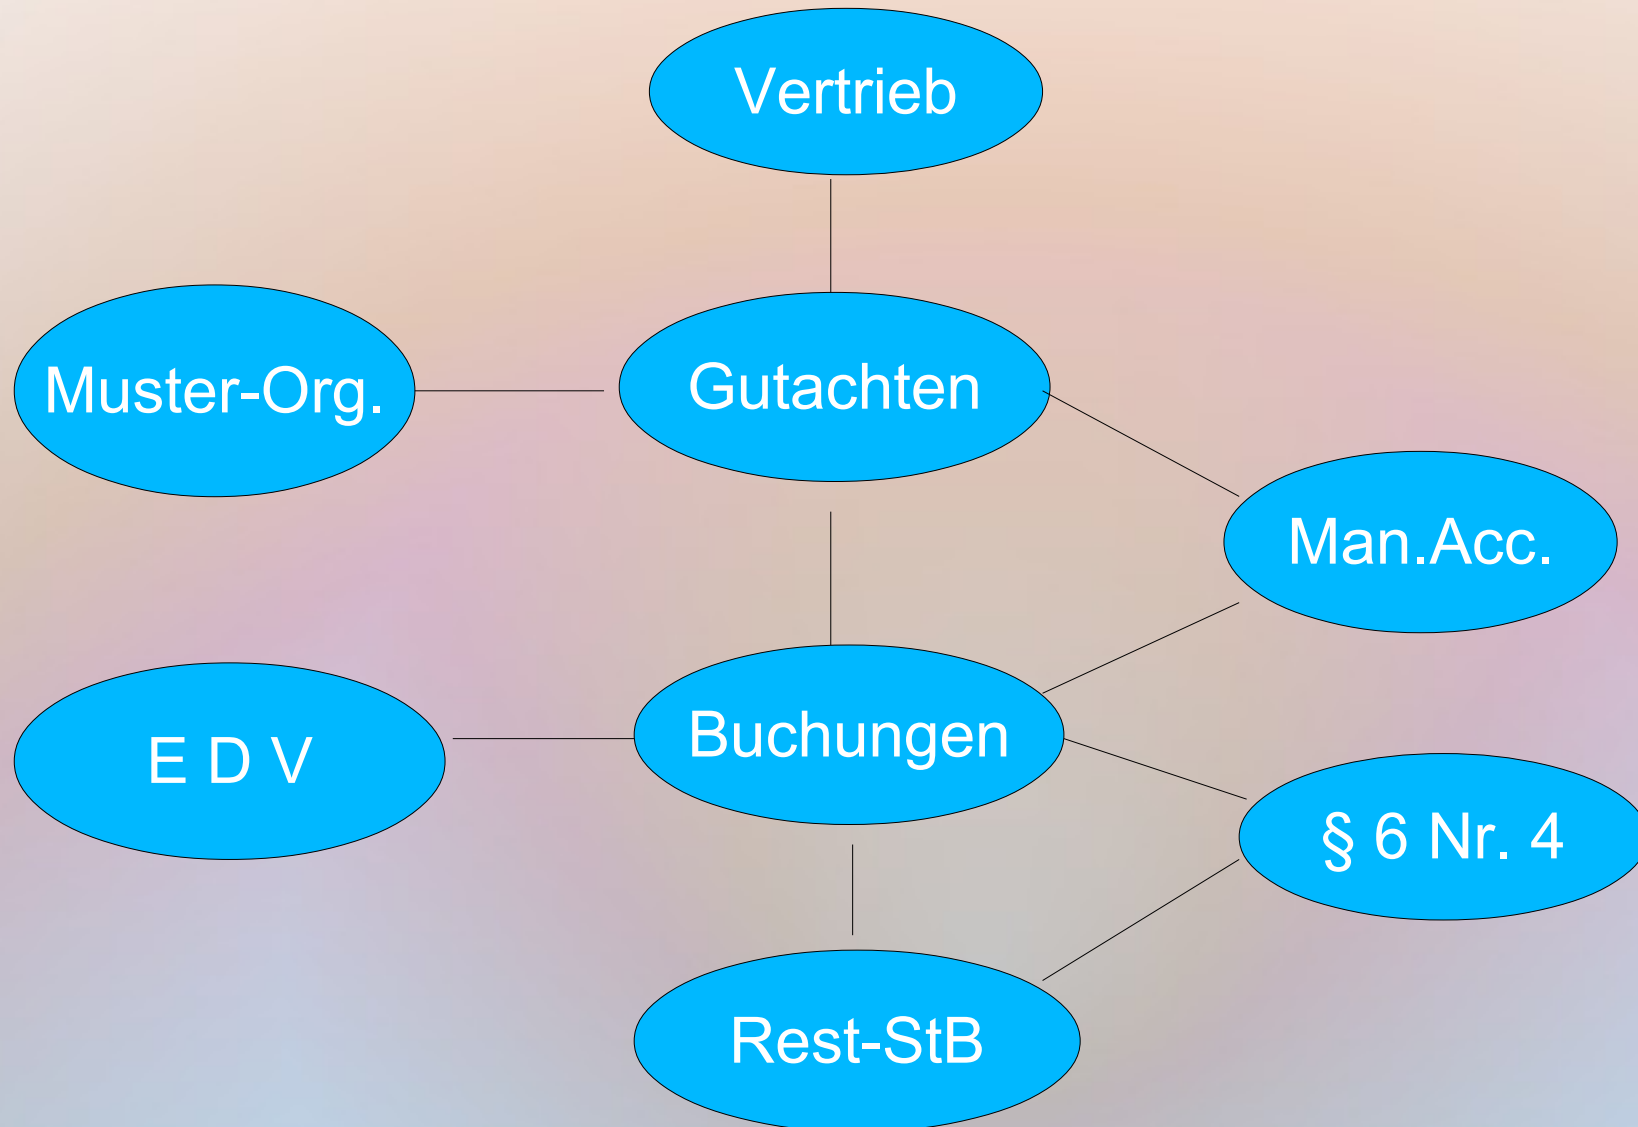 Vertrieb
Muster-Org.
Gutachten
Man.Acc.
E D V
Buchungen
§ 6 Nr. 4
Rest-StB